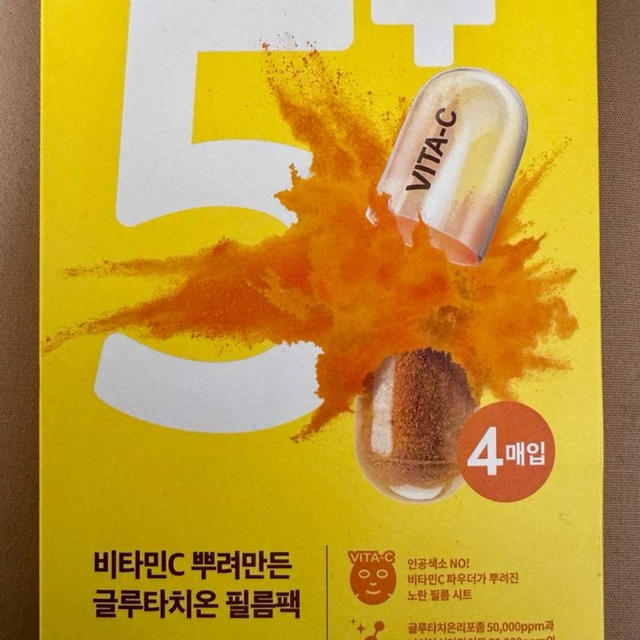 5+
VITA-C
4매입
비타민C 뿌려만든
글루타치온 필름팩
VITA-C
인공색소 NO!
비타민C 파우더가 뿌려진
노란 필름 시트
글루타치온리포좀 50,000ppm과